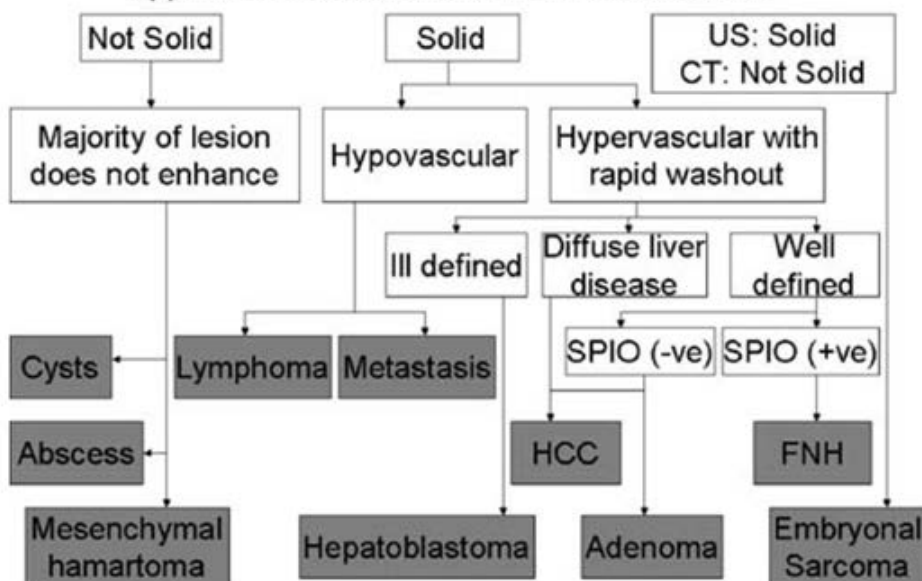 Not Solid
Solid
US: Solid
CT: Not Solid
Majority of lesion
does not enhance
Hypovascular
Hypervascular with
rapid washout
Ill defined
Diffuse liver
disease
Well
defined
SPIO (-ve)
SPIO (+ve)
Cysts
Lymphoma
Metastasis
Abscess
HCC
FNH
Mesenchymal
hamartoma
Hepatoblastoma
Adenoma
Embryonal
Sarcoma